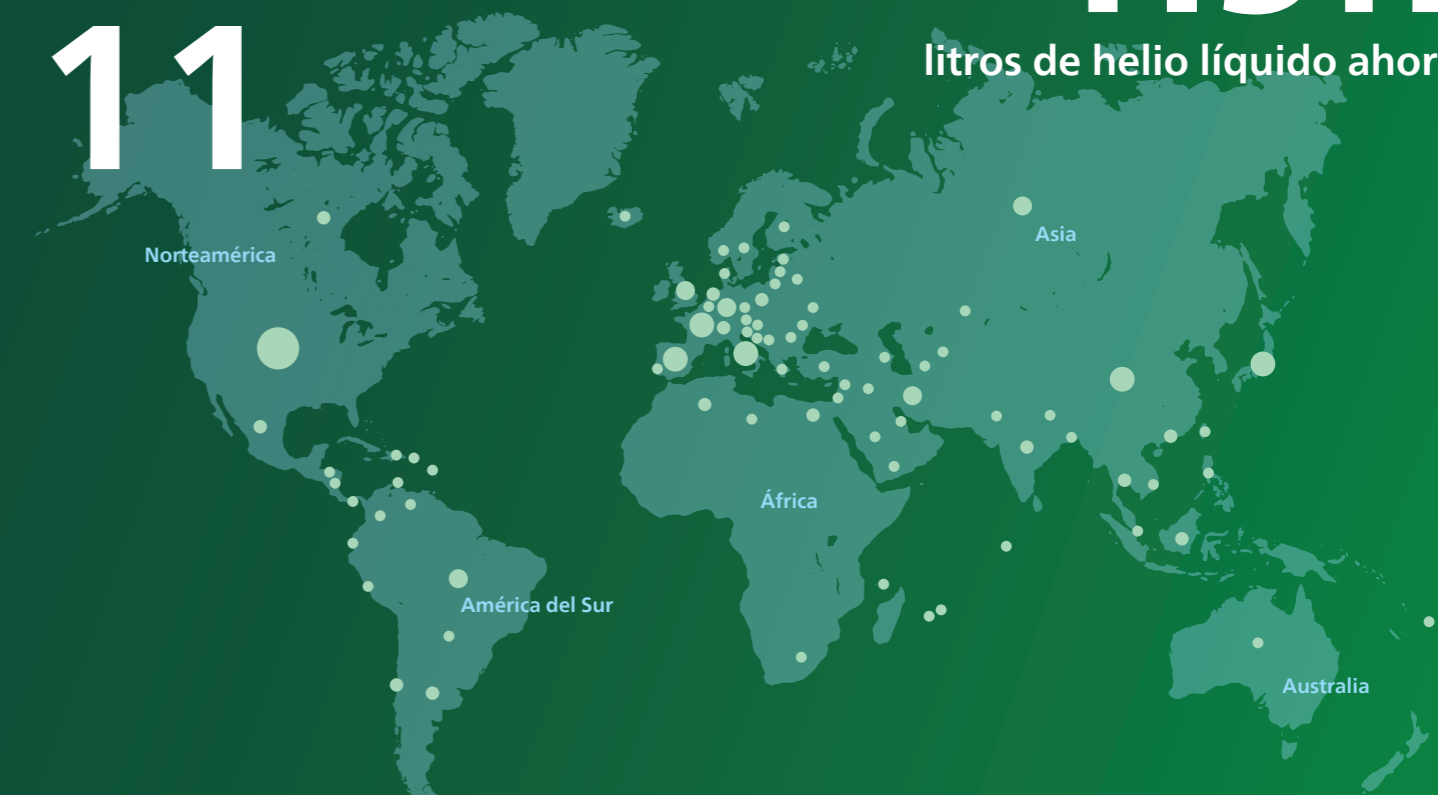 11
litros de helio líquido ahor
Norteamérica
Asia
África
América del Sur
Australia